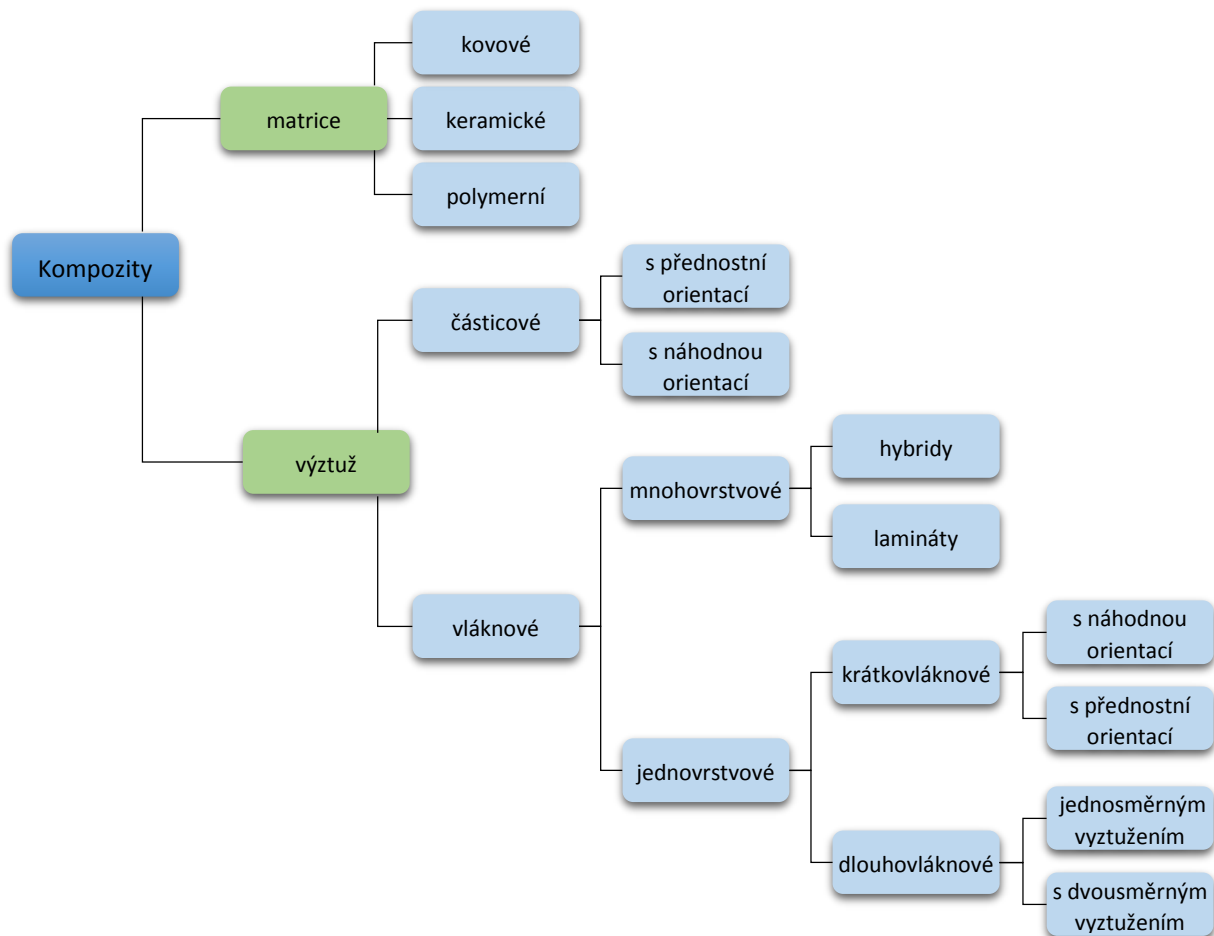 kovové
matrice
keramické
polymerní
Kompozity
s přednostní
orientací
částicové
s náhodnou
orientací
výztuž
hybridy
mnohovrstvové
lamináty
vláknové
s náhodnou
orientací
krátkovláknové
s přednostní
orientací
jednovrstvové
jednosměrným
vyztužením
dlouhovláknové
s dvousměrným
vyztužením